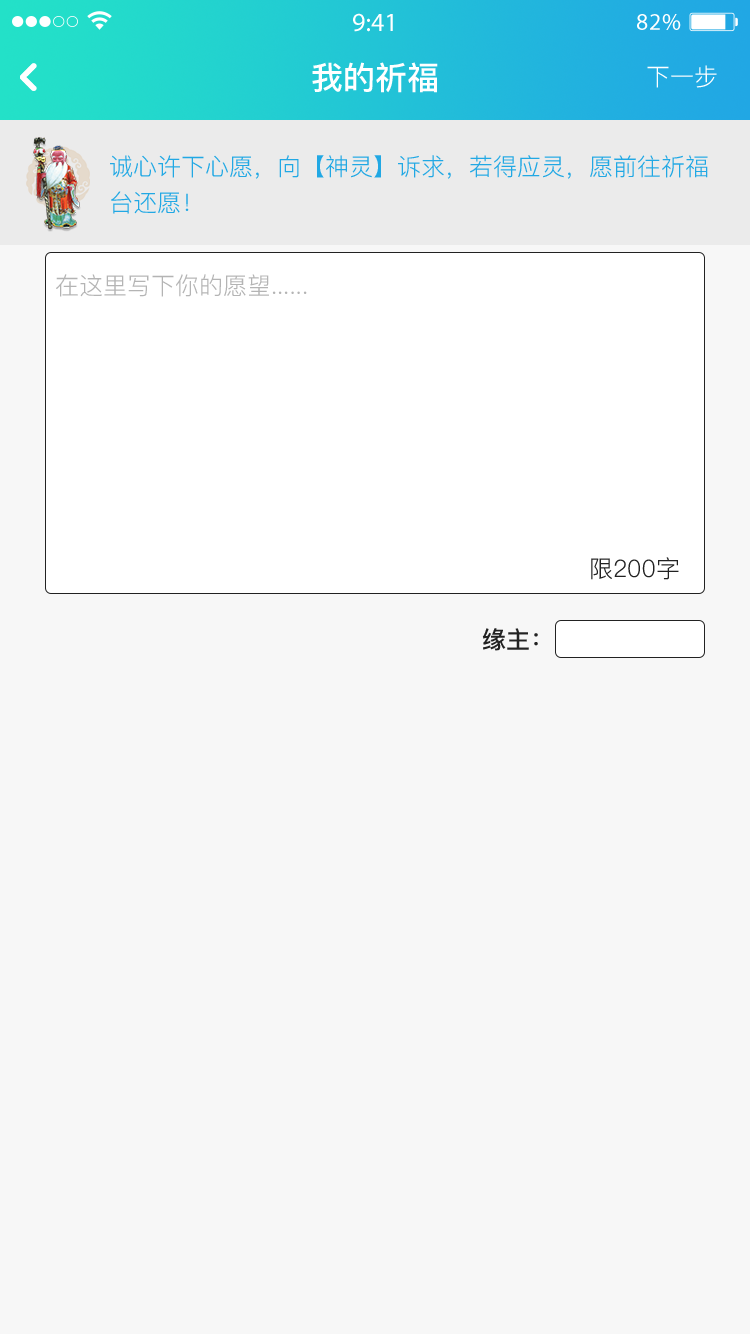 9:41
82%
我的祈福
下一步
诚心许下心愿，向【神灵】诉求，若得应灵，愿前往祈福
台还愿！
在这里写下你的愿望......
限200字
缘主：